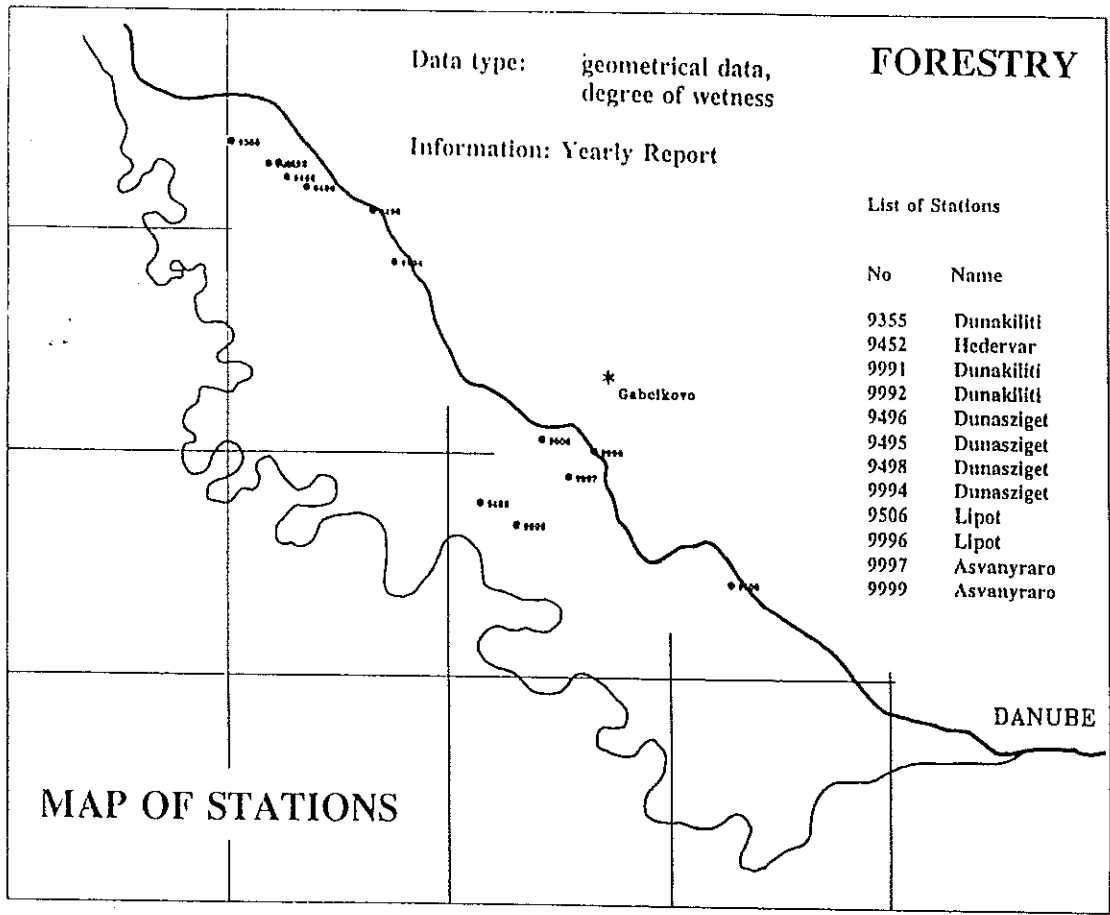 FORESTRY
Data type: geometrical data,
degree of wetness
Information: Yearly Report
List of Stations
No Name
9355 Dunakiliti
9452 Hedervar
9991 Dunakiliti
9992 Dunakiliti
9496 Dunasziget
9495 Dunasziget
9498 Dunasziget
9994 Dunasziget
9506 Lipot
9996 Lipot
9997 Asvanyraro
9999 Asvanyraro
Gabcikovo
9997
DANUBE
MAP OF STATIONS